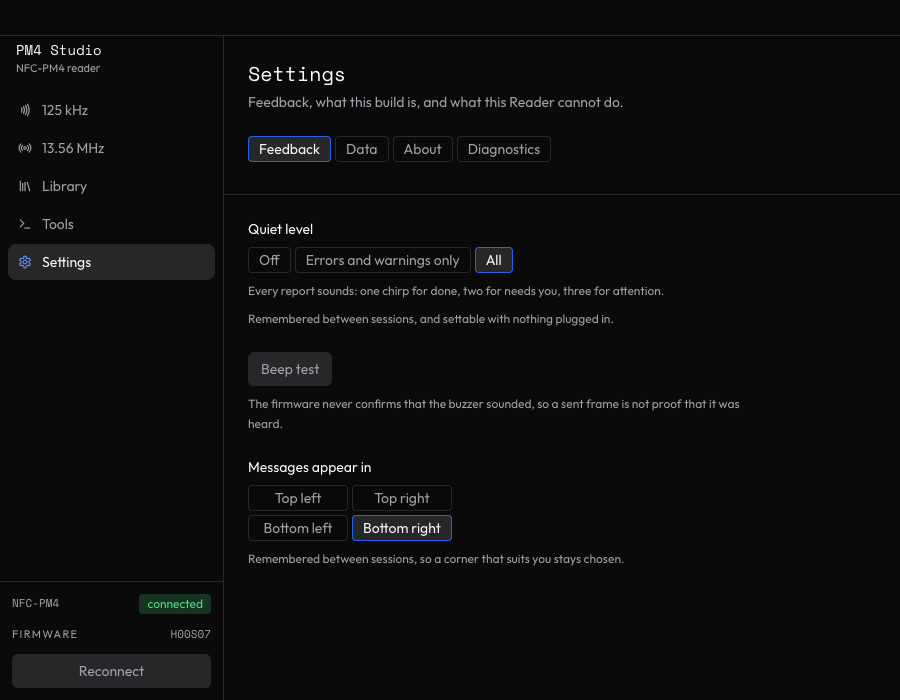 PM4 Studio
NFC-PM4 reader
125 kHz
13.56 MHz
Library
Tools
Settings
NFC-PM4 connected
FIRMWARE H00S07
Reconnect
Settings
Feedback, what this build is, and what this Reader cannot do.
Feedback Data About Diagnostics
Quiet level
Off Errors and warnings only All
Every report sounds: one chirp for done, two for needs you, three for attention.
Remembered between sessions, and settable with nothing plugged in.
Beep test
The firmware never confirms that the buzzer sounded, so a sent frame is not proof that it was
heard.
Messages appear in
Top left Top right
Bottom left Bottom right
Remembered between sessions, so a corner that suits you stays chosen.